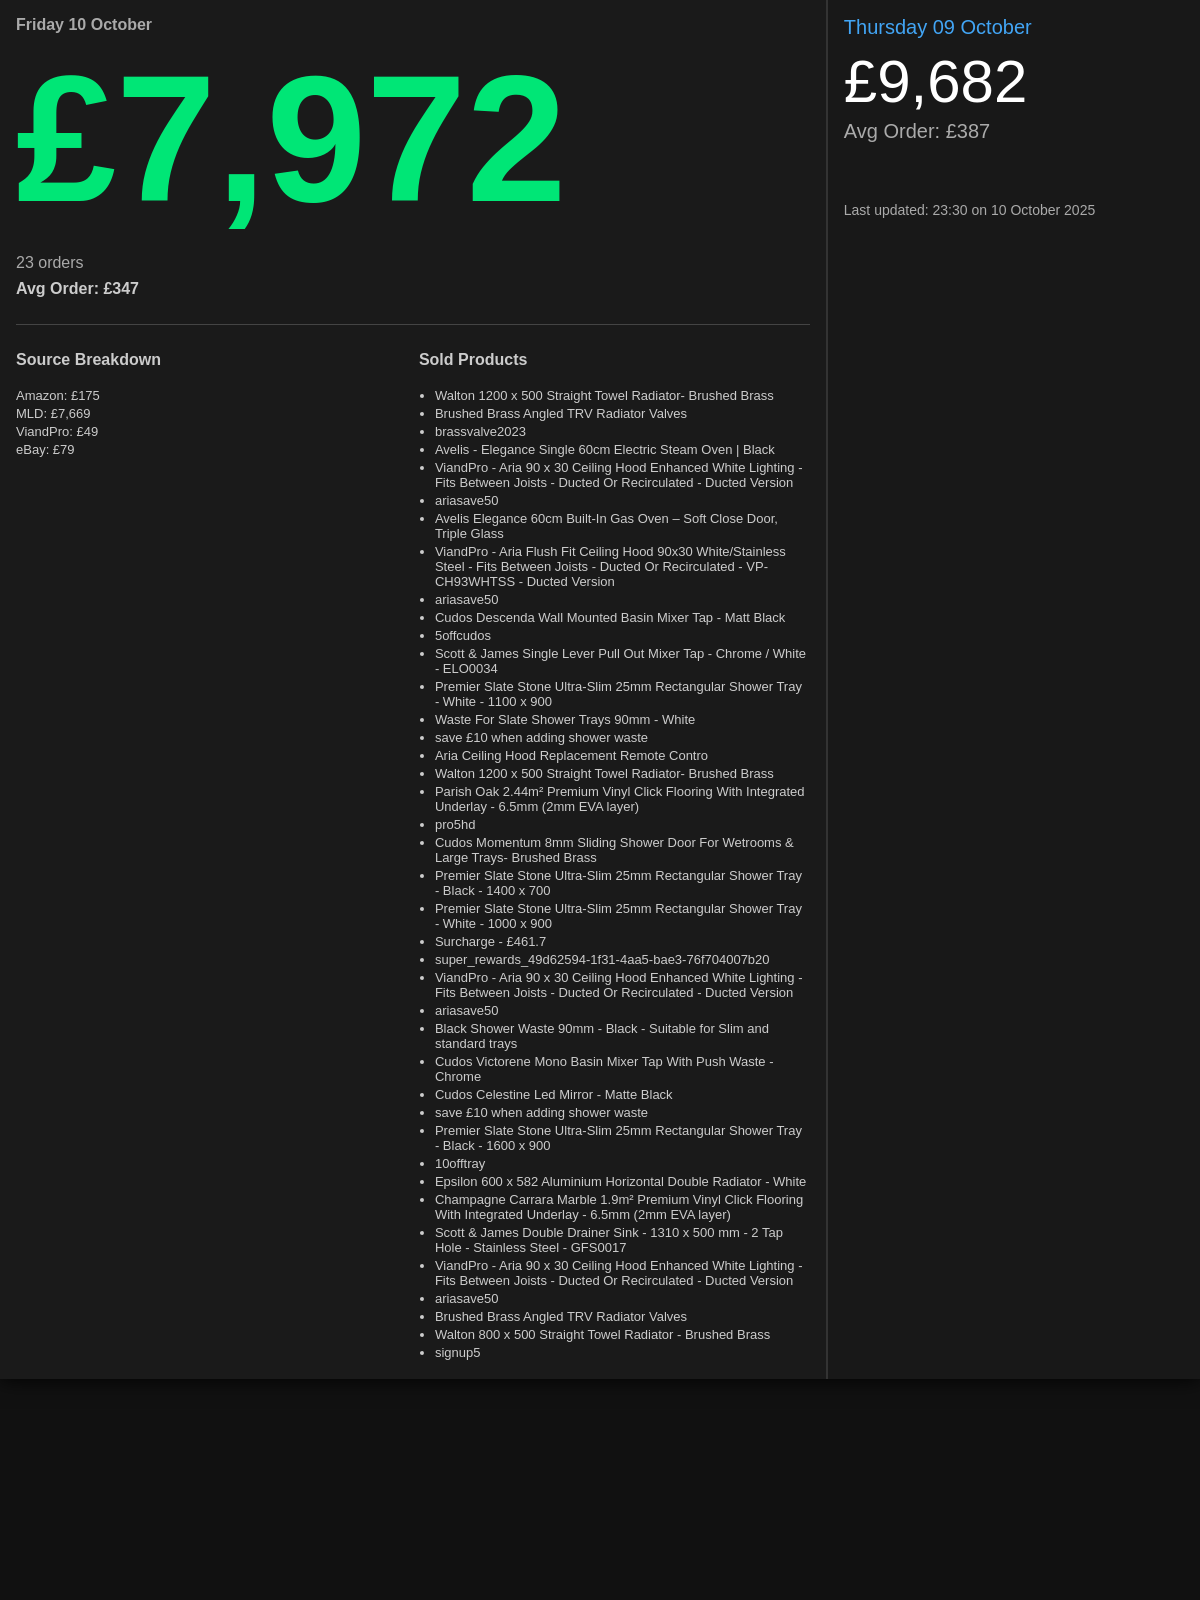 Friday 10 October
£7,972
23 orders
Avg Order: £347
Source Breakdown
Amazon: £175
MLD: £7,669
ViandPro: £49
eBay: £79
Sold Products
Walton 1200 x 500 Straight Towel Radiator- Brushed Brass
Brushed Brass Angled TRV Radiator Valves
brassvalve2023
Avelis - Elegance Single 60cm Electric Steam Oven | Black
ViandPro - Aria 90 x 30 Ceiling Hood Enhanced White Lighting -
Fits Between Joists - Ducted Or Recirculated - Ducted Version
ariasave50
Avelis Elegance 60cm Built-In Gas Oven – Soft Close Door,
Triple Glass
ViandPro - Aria Flush Fit Ceiling Hood 90x30 White/Stainless
Steel - Fits Between Joists - Ducted Or Recirculated - VP-
CH93WHTSS - Ducted Version
ariasave50
Cudos Descenda Wall Mounted Basin Mixer Tap - Matt Black
5offcudos
Scott & James Single Lever Pull Out Mixer Tap - Chrome / White
- ELO0034
Premier Slate Stone Ultra-Slim 25mm Rectangular Shower Tray
- White - 1100 x 900
Waste For Slate Shower Trays 90mm - White
save £10 when adding shower waste
Aria Ceiling Hood Replacement Remote Contro
Walton 1200 x 500 Straight Towel Radiator- Brushed Brass
Parish Oak 2.44m² Premium Vinyl Click Flooring With Integrated
Underlay - 6.5mm (2mm EVA layer)
pro5hd
Cudos Momentum 8mm Sliding Shower Door For Wetrooms &
Large Trays- Brushed Brass
Premier Slate Stone Ultra-Slim 25mm Rectangular Shower Tray
- Black - 1400 x 700
Premier Slate Stone Ultra-Slim 25mm Rectangular Shower Tray
- White - 1000 x 900
Surcharge - £461.7
super_rewards_49d62594-1f31-4aa5-bae3-76f704007b20
ViandPro - Aria 90 x 30 Ceiling Hood Enhanced White Lighting -
Fits Between Joists - Ducted Or Recirculated - Ducted Version
ariasave50
Black Shower Waste 90mm - Black - Suitable for Slim and
standard trays
Cudos Victorene Mono Basin Mixer Tap With Push Waste -
Chrome
Cudos Celestine Led Mirror - Matte Black
save £10 when adding shower waste
Premier Slate Stone Ultra-Slim 25mm Rectangular Shower Tray
- Black - 1600 x 900
10offtray
Epsilon 600 x 582 Aluminium Horizontal Double Radiator - White
Champagne Carrara Marble 1.9m² Premium Vinyl Click Flooring
With Integrated Underlay - 6.5mm (2mm EVA layer)
Scott & James Double Drainer Sink - 1310 x 500 mm - 2 Tap
Hole - Stainless Steel - GFS0017
ViandPro - Aria 90 x 30 Ceiling Hood Enhanced White Lighting -
Fits Between Joists - Ducted Or Recirculated - Ducted Version
ariasave50
Brushed Brass Angled TRV Radiator Valves
Walton 800 x 500 Straight Towel Radiator - Brushed Brass
signup5
Thursday 09 October
£9,682
Avg Order: £387
Last updated: 23:30 on 10 October 2025